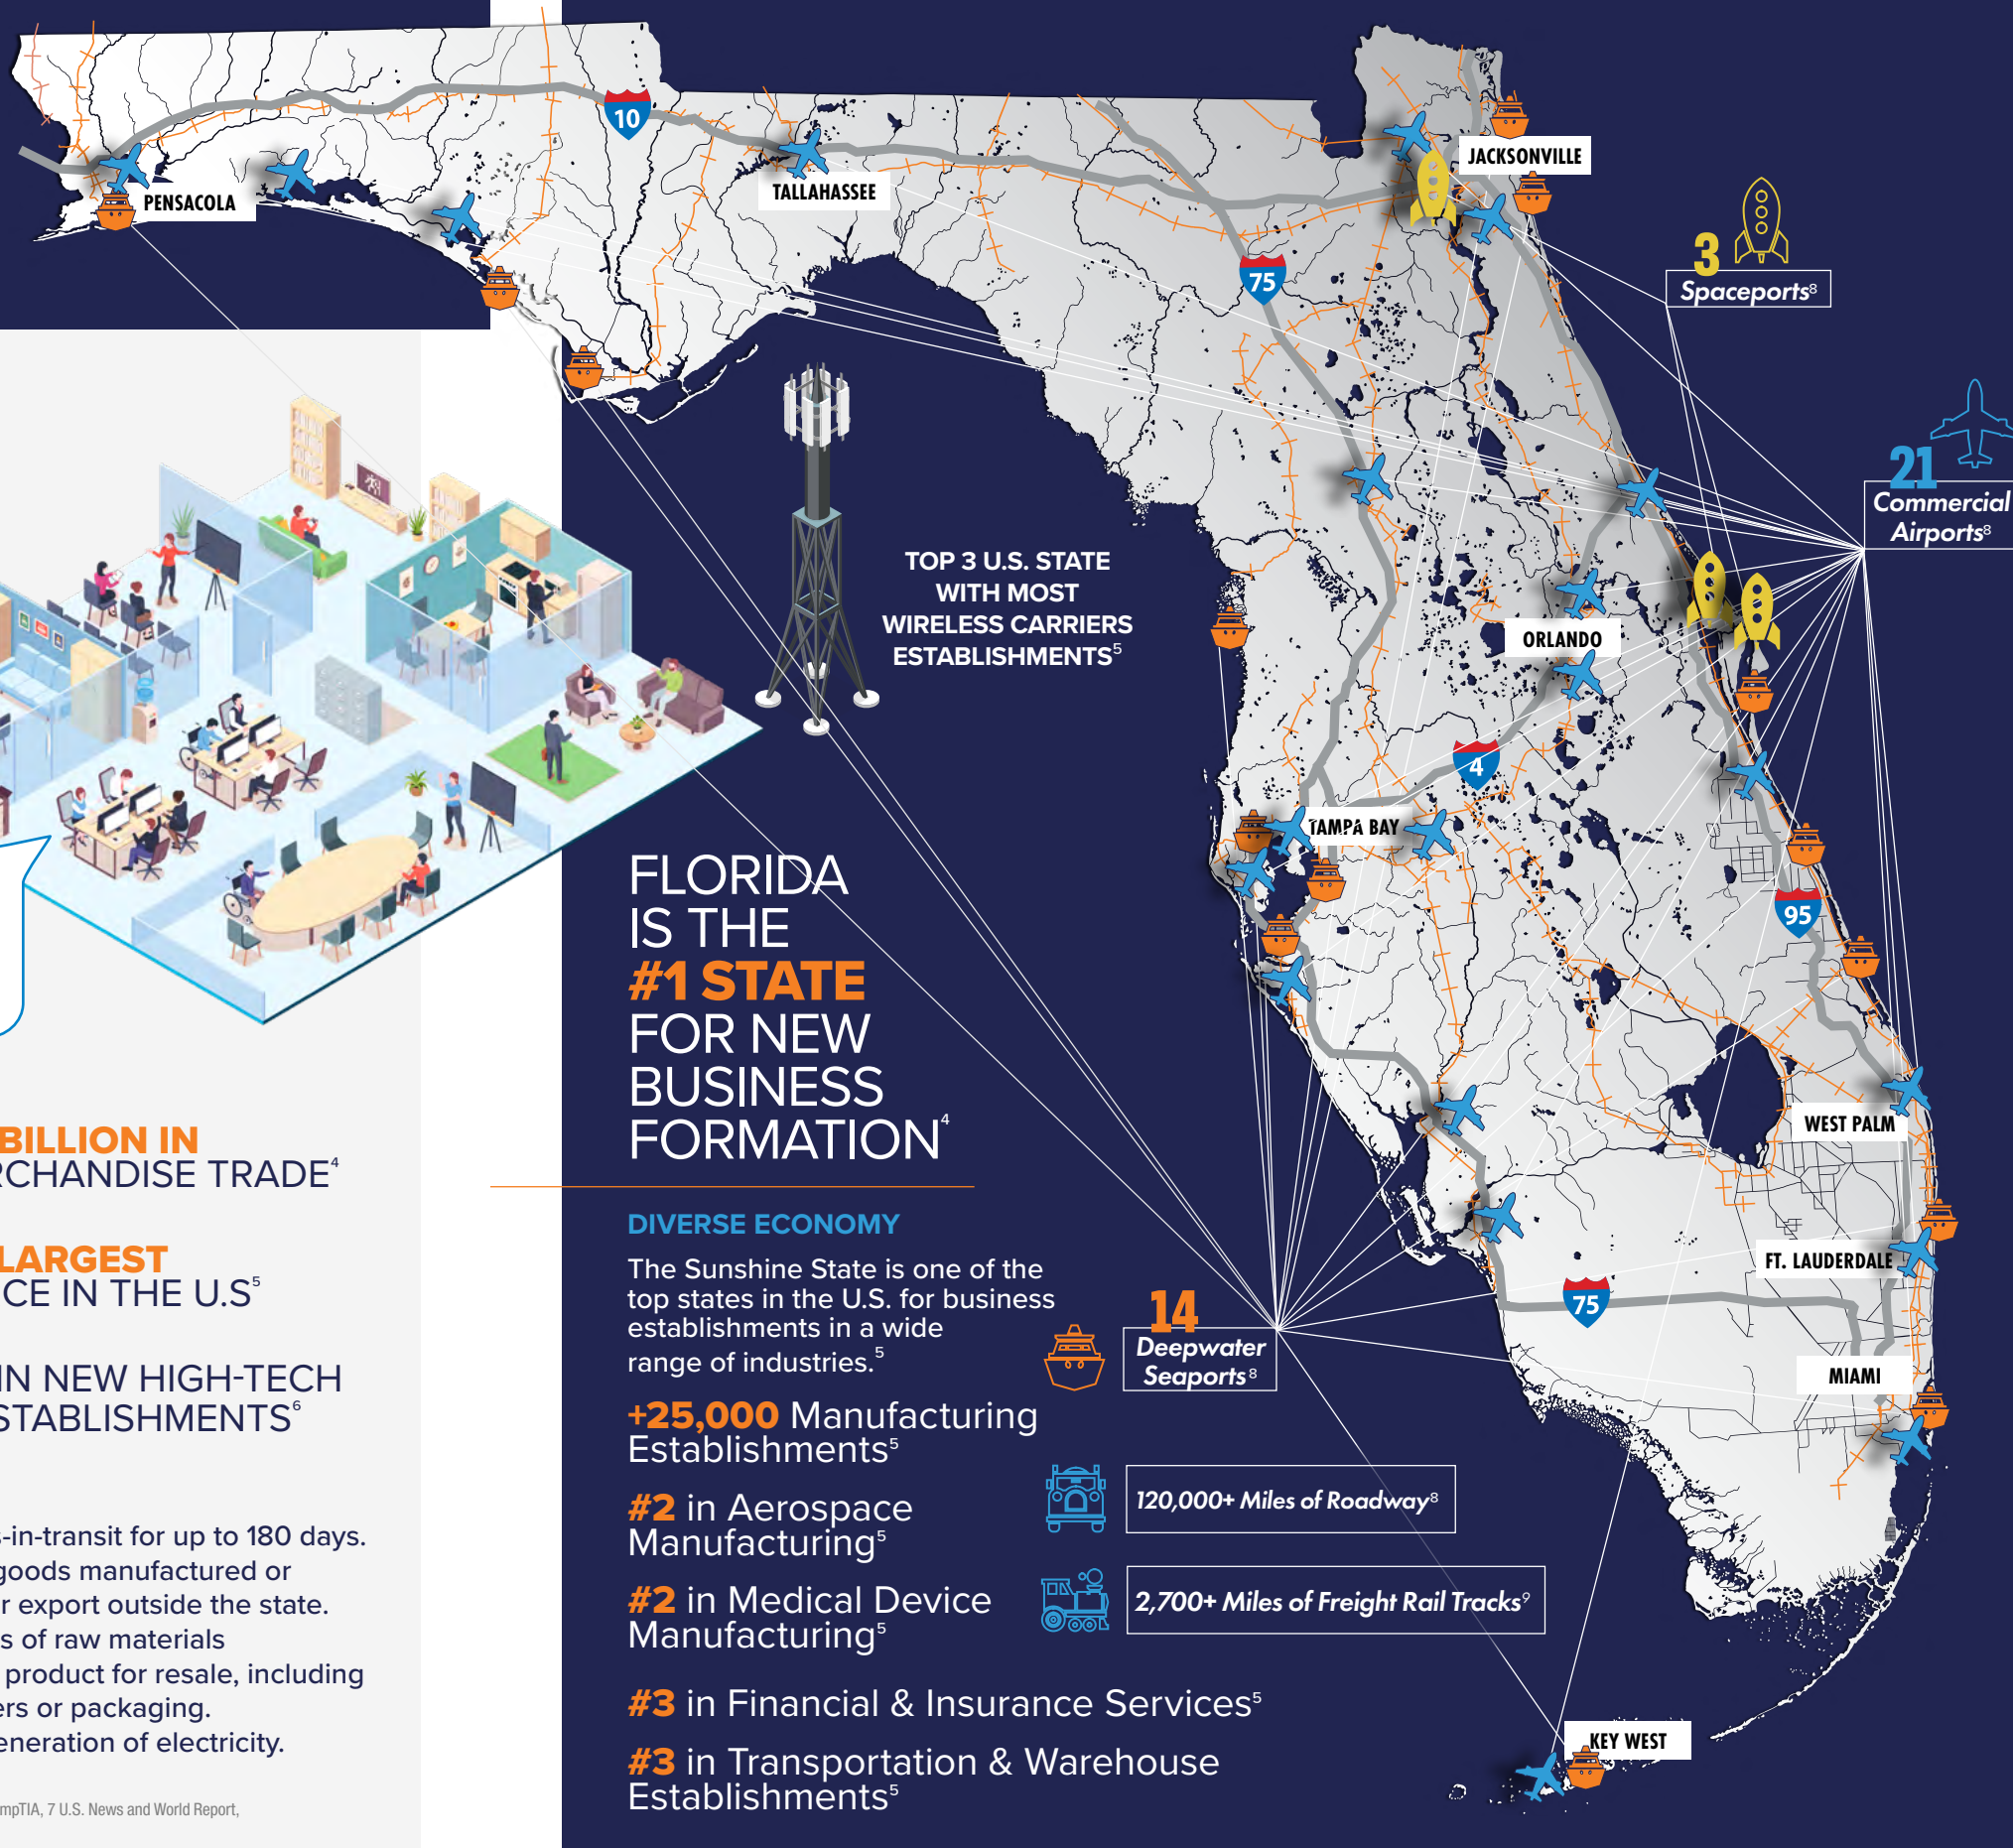 10
PENSACOLA
TALLAHASSEE
JACKSONVILLE
75
3
Spaceports⁸
21
Commercial
Airports⁸
TOP 3 U.S. STATE
WITH MOST
WIRELESS CARRIERS
ESTABLISHMENTS⁵
ORLANDO
4
TAMPA BAY
95
WEST PALM
FT. LAUDERDALE
75
MIAMI
KEY WEST
FLORIDA
IS THE
#1 STATE
FOR NEW
BUSINESS
FORMATION⁴
DIVERSE ECONOMY
The Sunshine State is one of the
top states in the U.S. for business
establishments in a wide
range of industries.⁵
+25,000 Manufacturing
Establishments⁵
#2 in Aerospace
Manufacturing⁵
#2 in Medical Device
Manufacturing⁵
#3 in Financial & Insurance Services⁵
#3 in Transportation & Warehouse
Establishments⁵
14
Deepwater
Seaports⁸
120,000+ Miles of Roadway⁸
2,700+ Miles of Freight Rail Tracks⁹
BILLION IN
RCHANDISE TRADE⁴
LARGEST
CE IN THE U.S⁵
IN NEW HIGH-TECH
STABLISHMENTS⁶
s-in-transit for up to 180 days.
goods manufactured or
r export outside the state.
s of raw materials
product for resale, including
ers or packaging.
eneration of electricity.
mpTIA, 7 U.S. News and World Report,